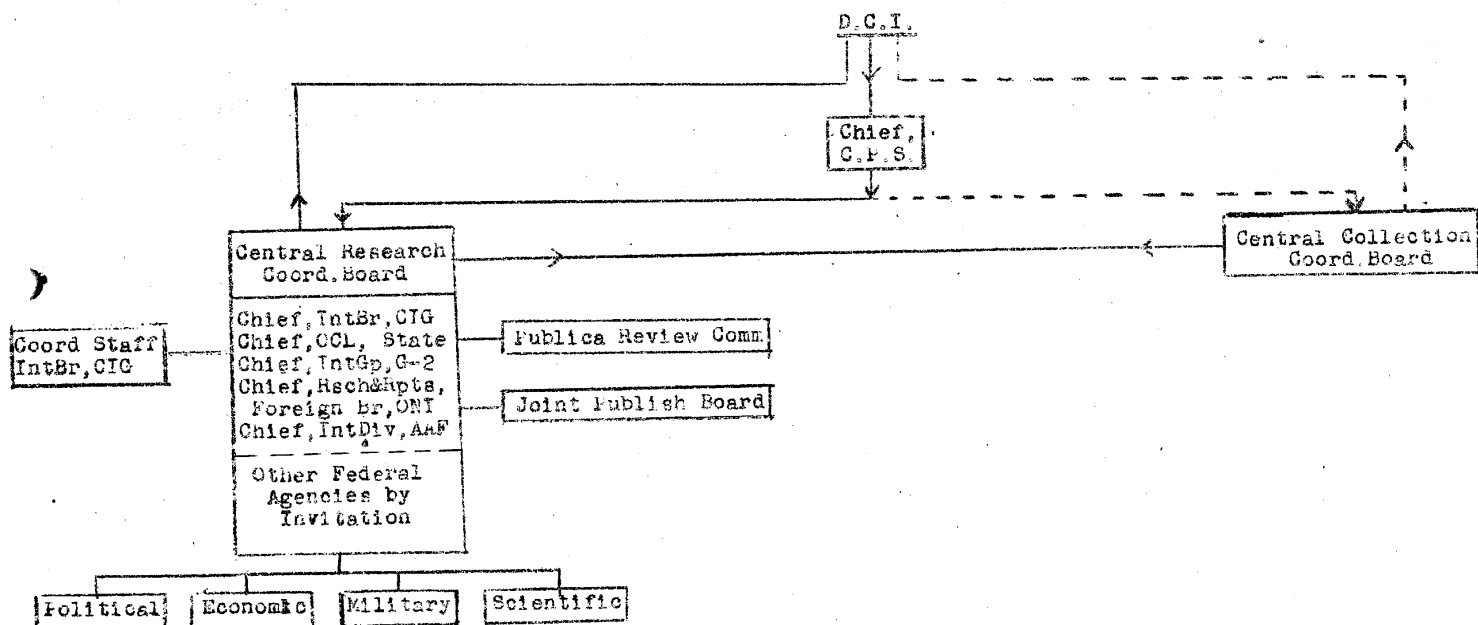 D.C.I.
Chief,
C.P.S.
Central Research
Coord.Board
Central Collection
Coord.Board
Chief,IntBr,CIG
Chief,OCL, State
Chief,IntGp,G-2
Chief,Rsch&Rpts,
Foreign Br,ONI
Chief,IntDiv,AAF
Coord Staff
IntBr,CIG
Publica Review Comm
Joint Publish Board
Other Federal
Agencies by
Invitation
Political
Economic
Military
Scientific